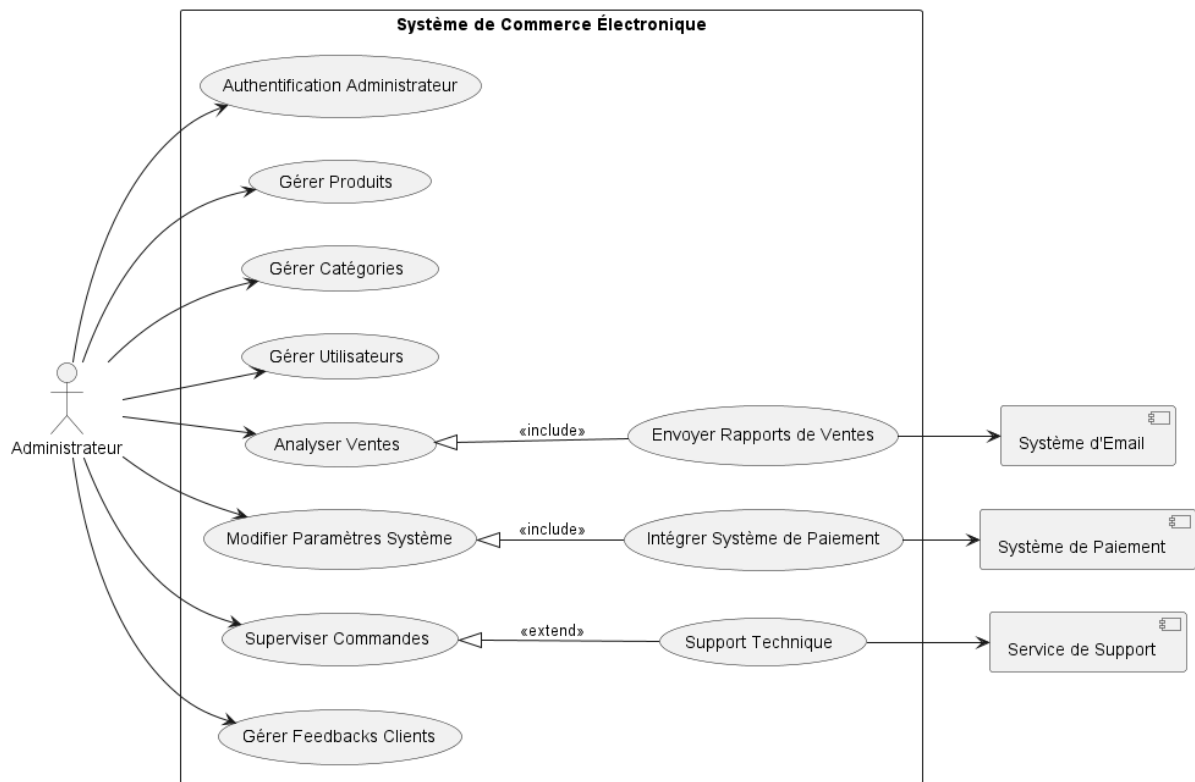 Système de Commerce Électronique
Authentification Administrateur
Gérer Produits
Gérer Catégories
Gérer Utilisateurs
Administrateur
Analyser Ventes
«include»
Envoyer Rapports de Ventes
Système d'Email
Modifier Paramètres Système
«include»
Intégrer Système de Paiement
Système de Paiement
Superviser Commandes
«extend»
Support Technique
Service de Support
Gérer Feedbacks Clients